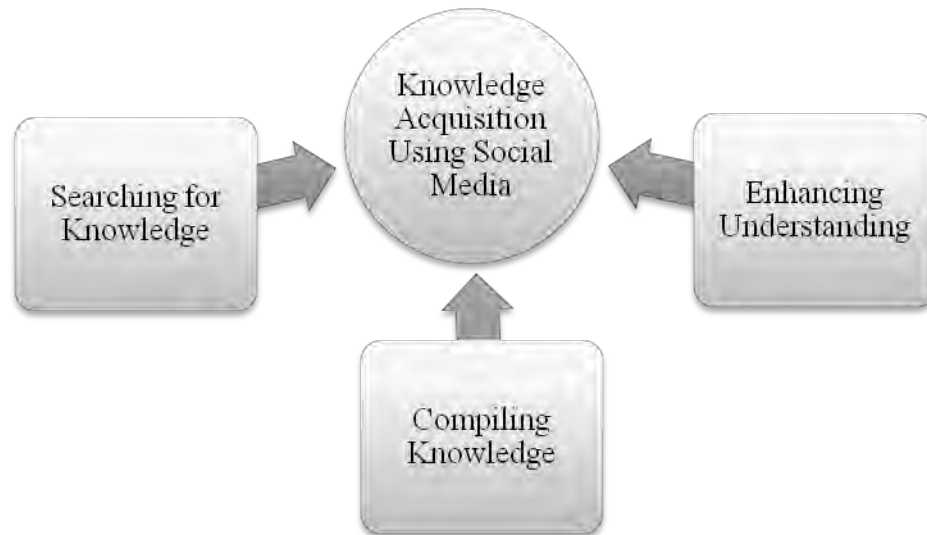 Knowledge
Acquisition
Using Social
Media
Searching for
Knowledge
Enhancing
Understanding
Compiling
Knowledge